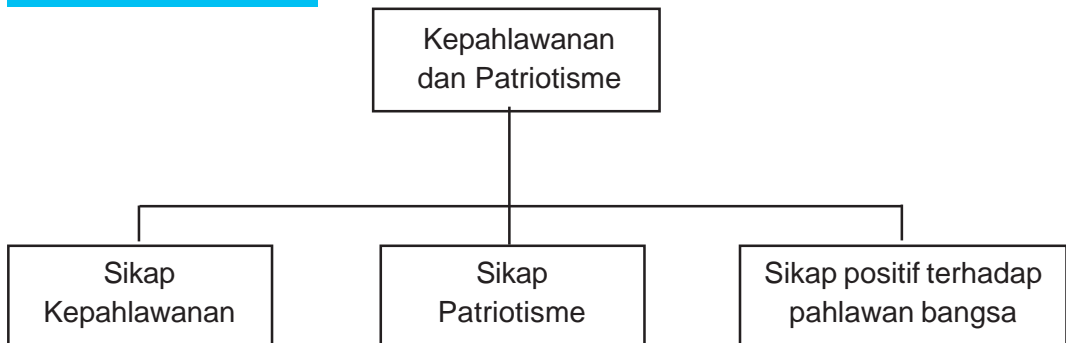 Kepahlawanan
dan Patriotisme
Sikap
Kepahlawanan
Sikap
Patriotisme
Sikap positif terhadap
pahlawan bangsa